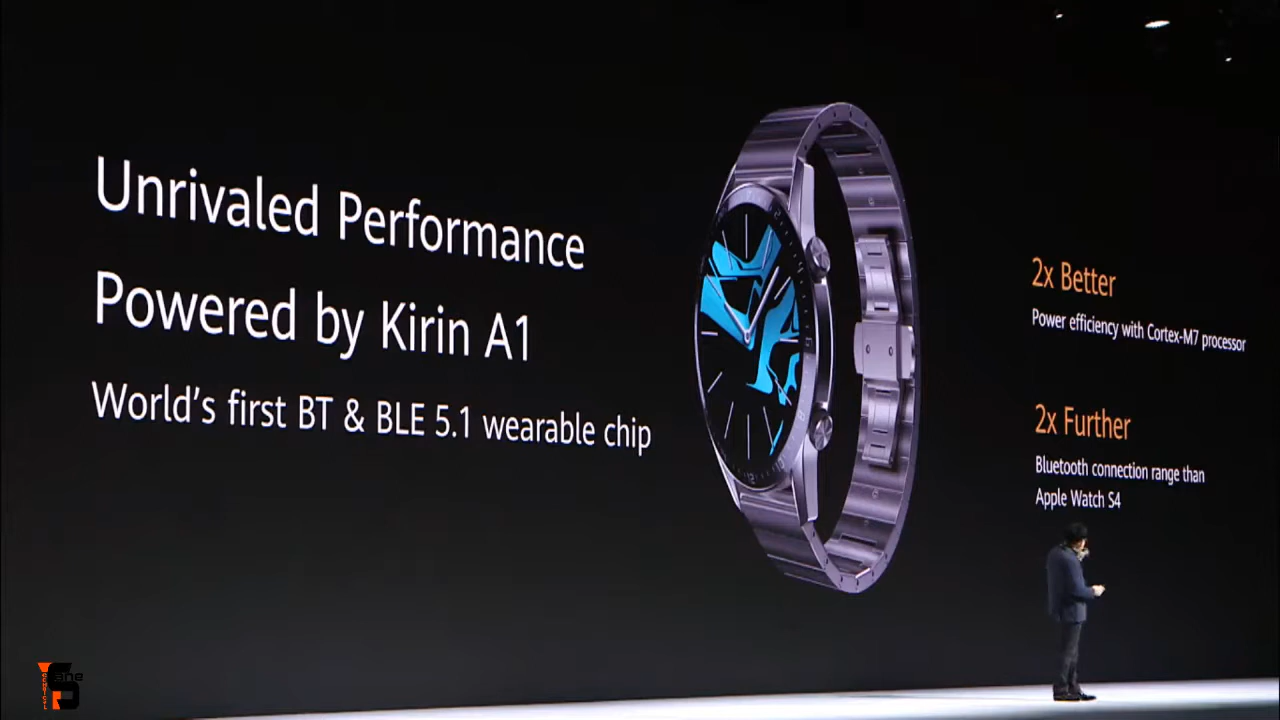 Unrivaled Performance
Powered by Kirin A1
World's first BT & BLE 5.1 wearable chip
2x Better
Power efficiency with Cortex-M7 processor
2x Further
Bluetooth connection range than
Apple Watch S4